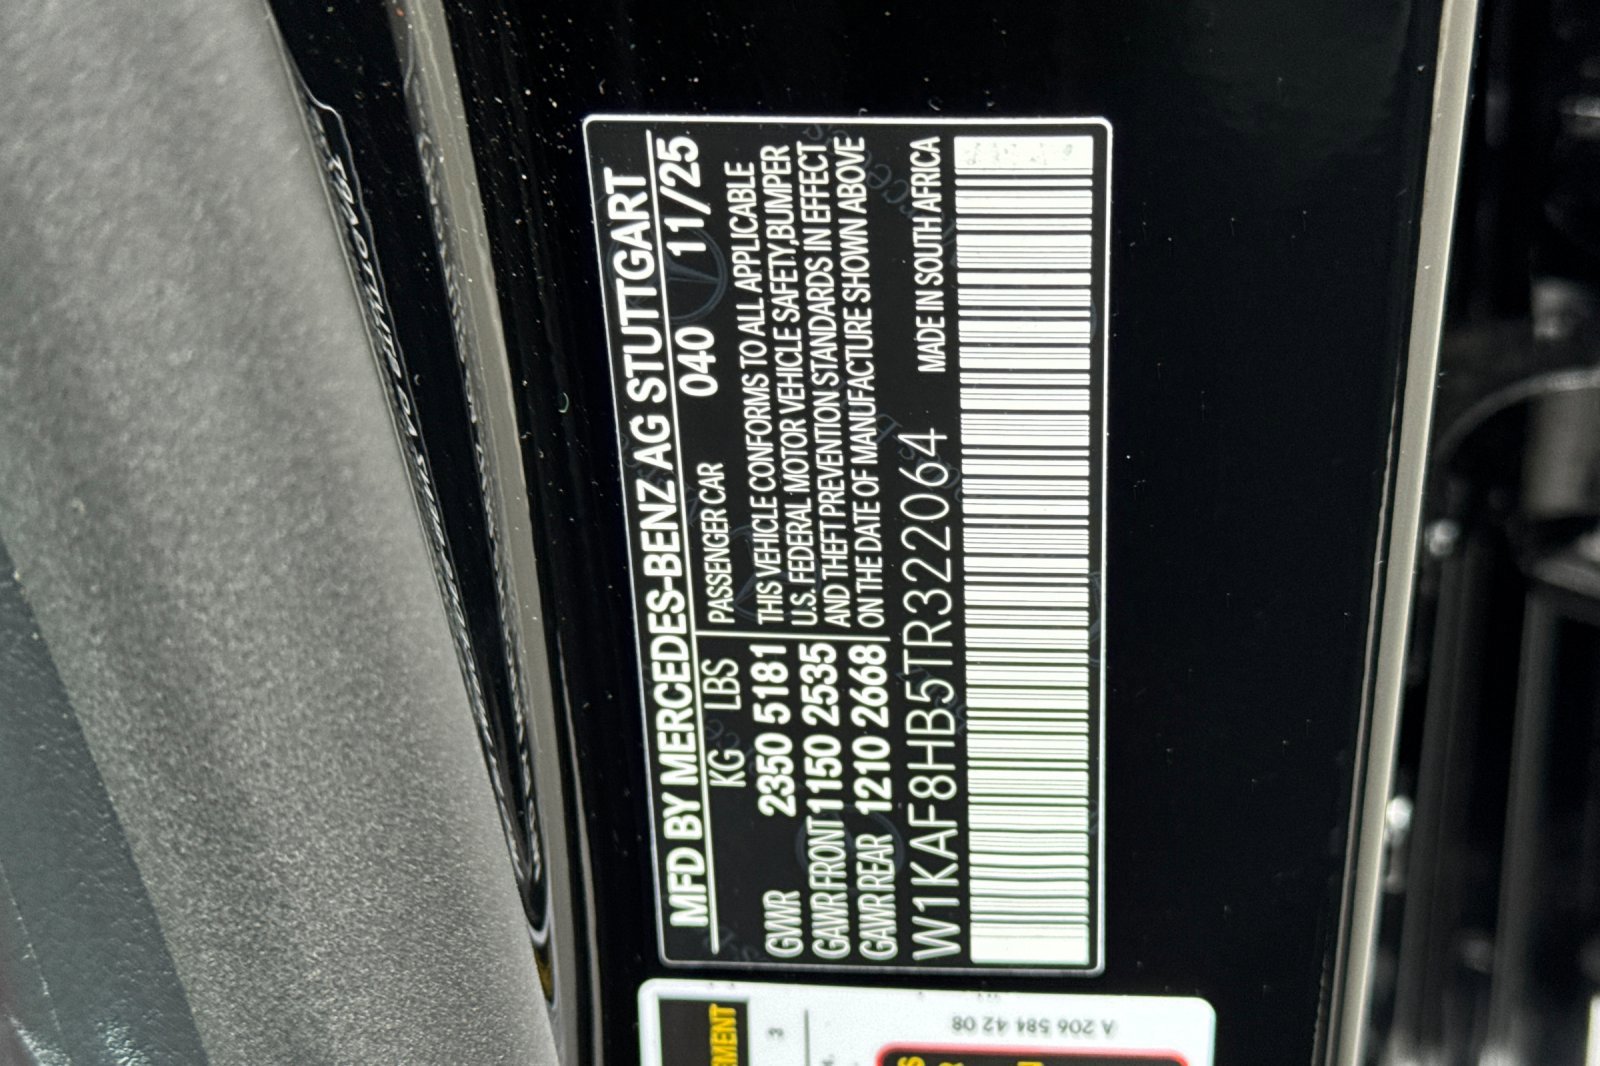 MFD BY MERCEDES-BENZ AG STUTTGART
KG LBS PASSENGER CAR 040 11/25
GVWR 2350 5181 THIS VEHICLE CONFORMS TO ALL APPLICABLE
GAWR FRONT 1150 2535 U.S. FEDERAL MOTOR VEHICLE SAFETY,BUMPER
GAWR REAR 1210 2668 AND THEFT PREVENTION STANDARDS IN EFFECT
ON THE DATE OF MANUFACTURE SHOWN ABOVE
W1KAF8HB5TR322064 MADE IN SOUTH AFRICA
A 206 584 42 08
3